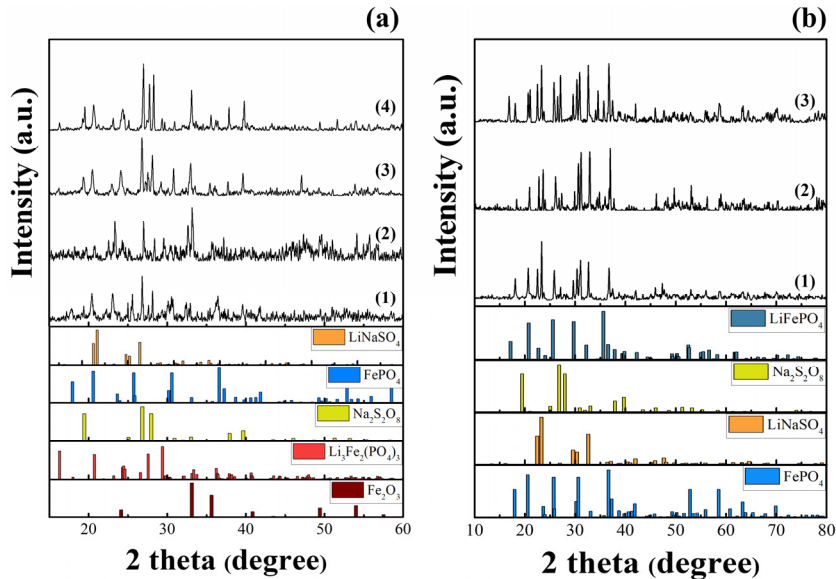 (a)
Intensity (a.u.)
(4)
(3)
(2)
(1)
LiNaSO₄
FePO₄
Na₂S₂O₈
Li₃Fe₂(PO₄)₃
Fe₂O₃
20 30 40 50 60
2 theta (degree)
(b)
Intensity (a.u.)
(3)
(2)
(1)
LiFePO₄
Na₂S₂O₈
LiNaSO₄
FePO₄
10 20 30 40 50 60 70 80
2 theta (degree)